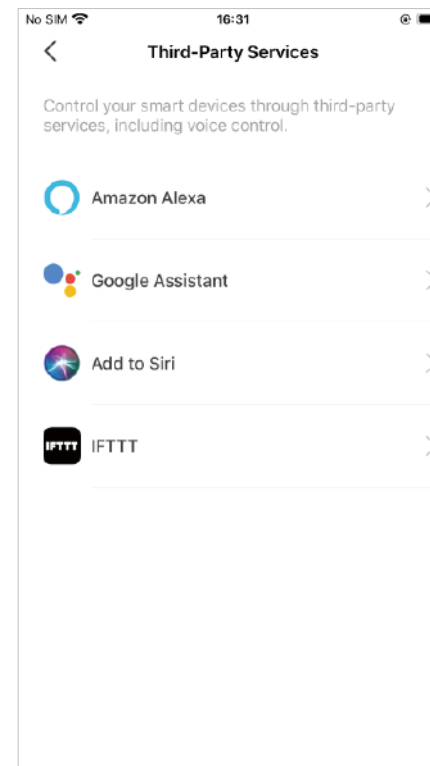 No SIM 16:31
Third-Party Services
Control your smart devices through third-party
services, including voice control.
Amazon Alexa
Google Assistant
Add to Siri
IFTTT IFTTT